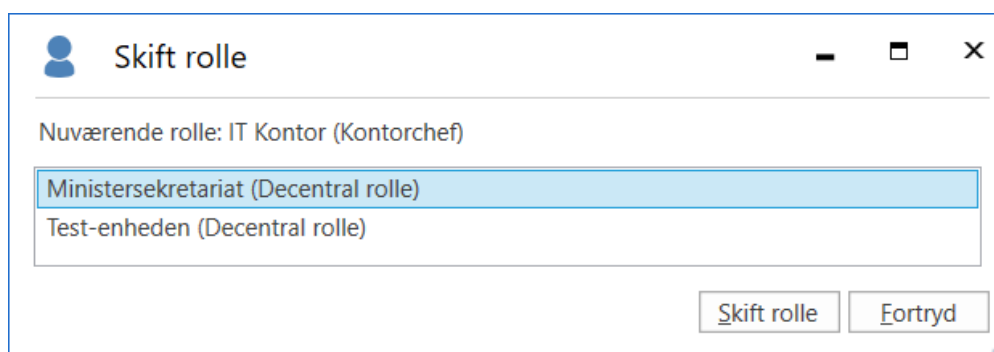 Skift rolle
Nuværende rolle: IT Kontor (Kontorchef)
Ministersekretariat (Decentral rolle)
Test-enheden (Decentral rolle)
Skift rolle Fortryd